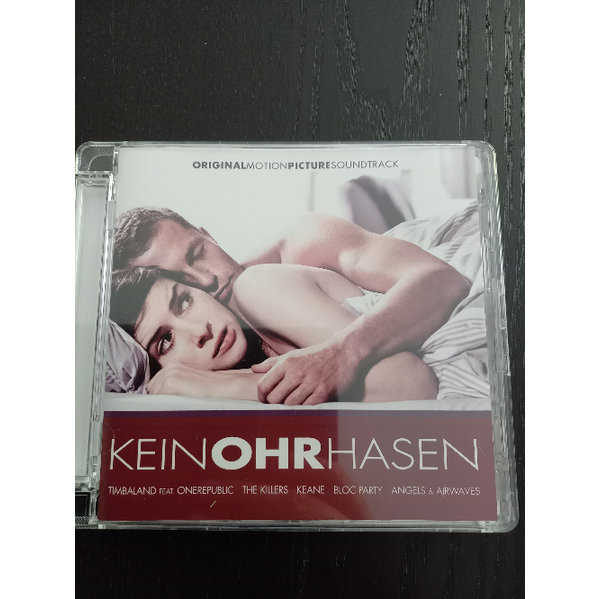 ORIGINALMOTIONPICTURESOUNDTRACK
KEINOHRHASEN
TIMBALAND FEAT. ONEREPUBLIC THE KILLERS KEANE BLOC PARTY ANGELS & AIRWAVES